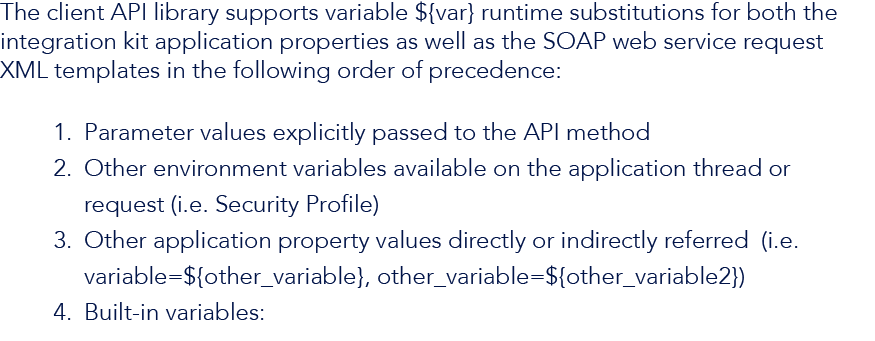 The client API library supports variable ${var} runtime substitutions for both the
integration kit application properties as well as the SOAP web service request
XML templates in the following order of precedence:
1. Parameter values explicitly passed to the API method
2. Other environment variables available on the application thread or
request (i.e. Security Profile)
3. Other application property values directly or indirectly referred  (i.e.
variable=${other_variable}, other_variable=${other_variable2})
4. Built-in variables: